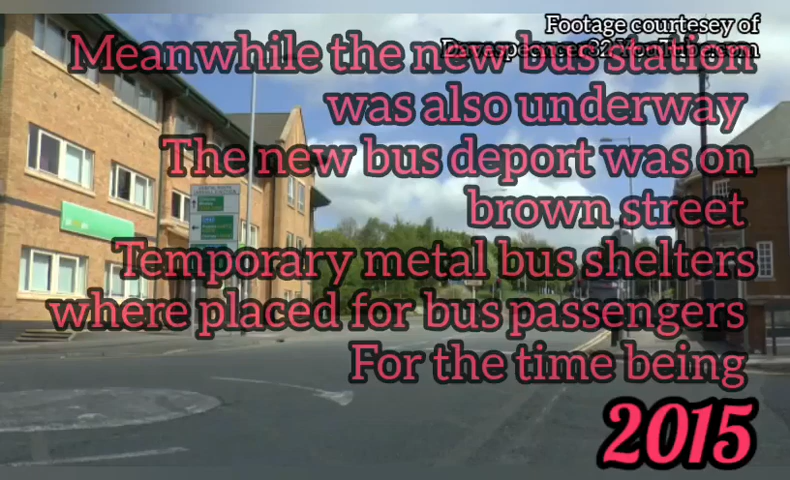 Footage courtesey of
Meanwhile the new bus station
was also underway
The new bus deport was on
brown street
Temporary metal bus shelters
where placed for bus passengers
For the time being
2015